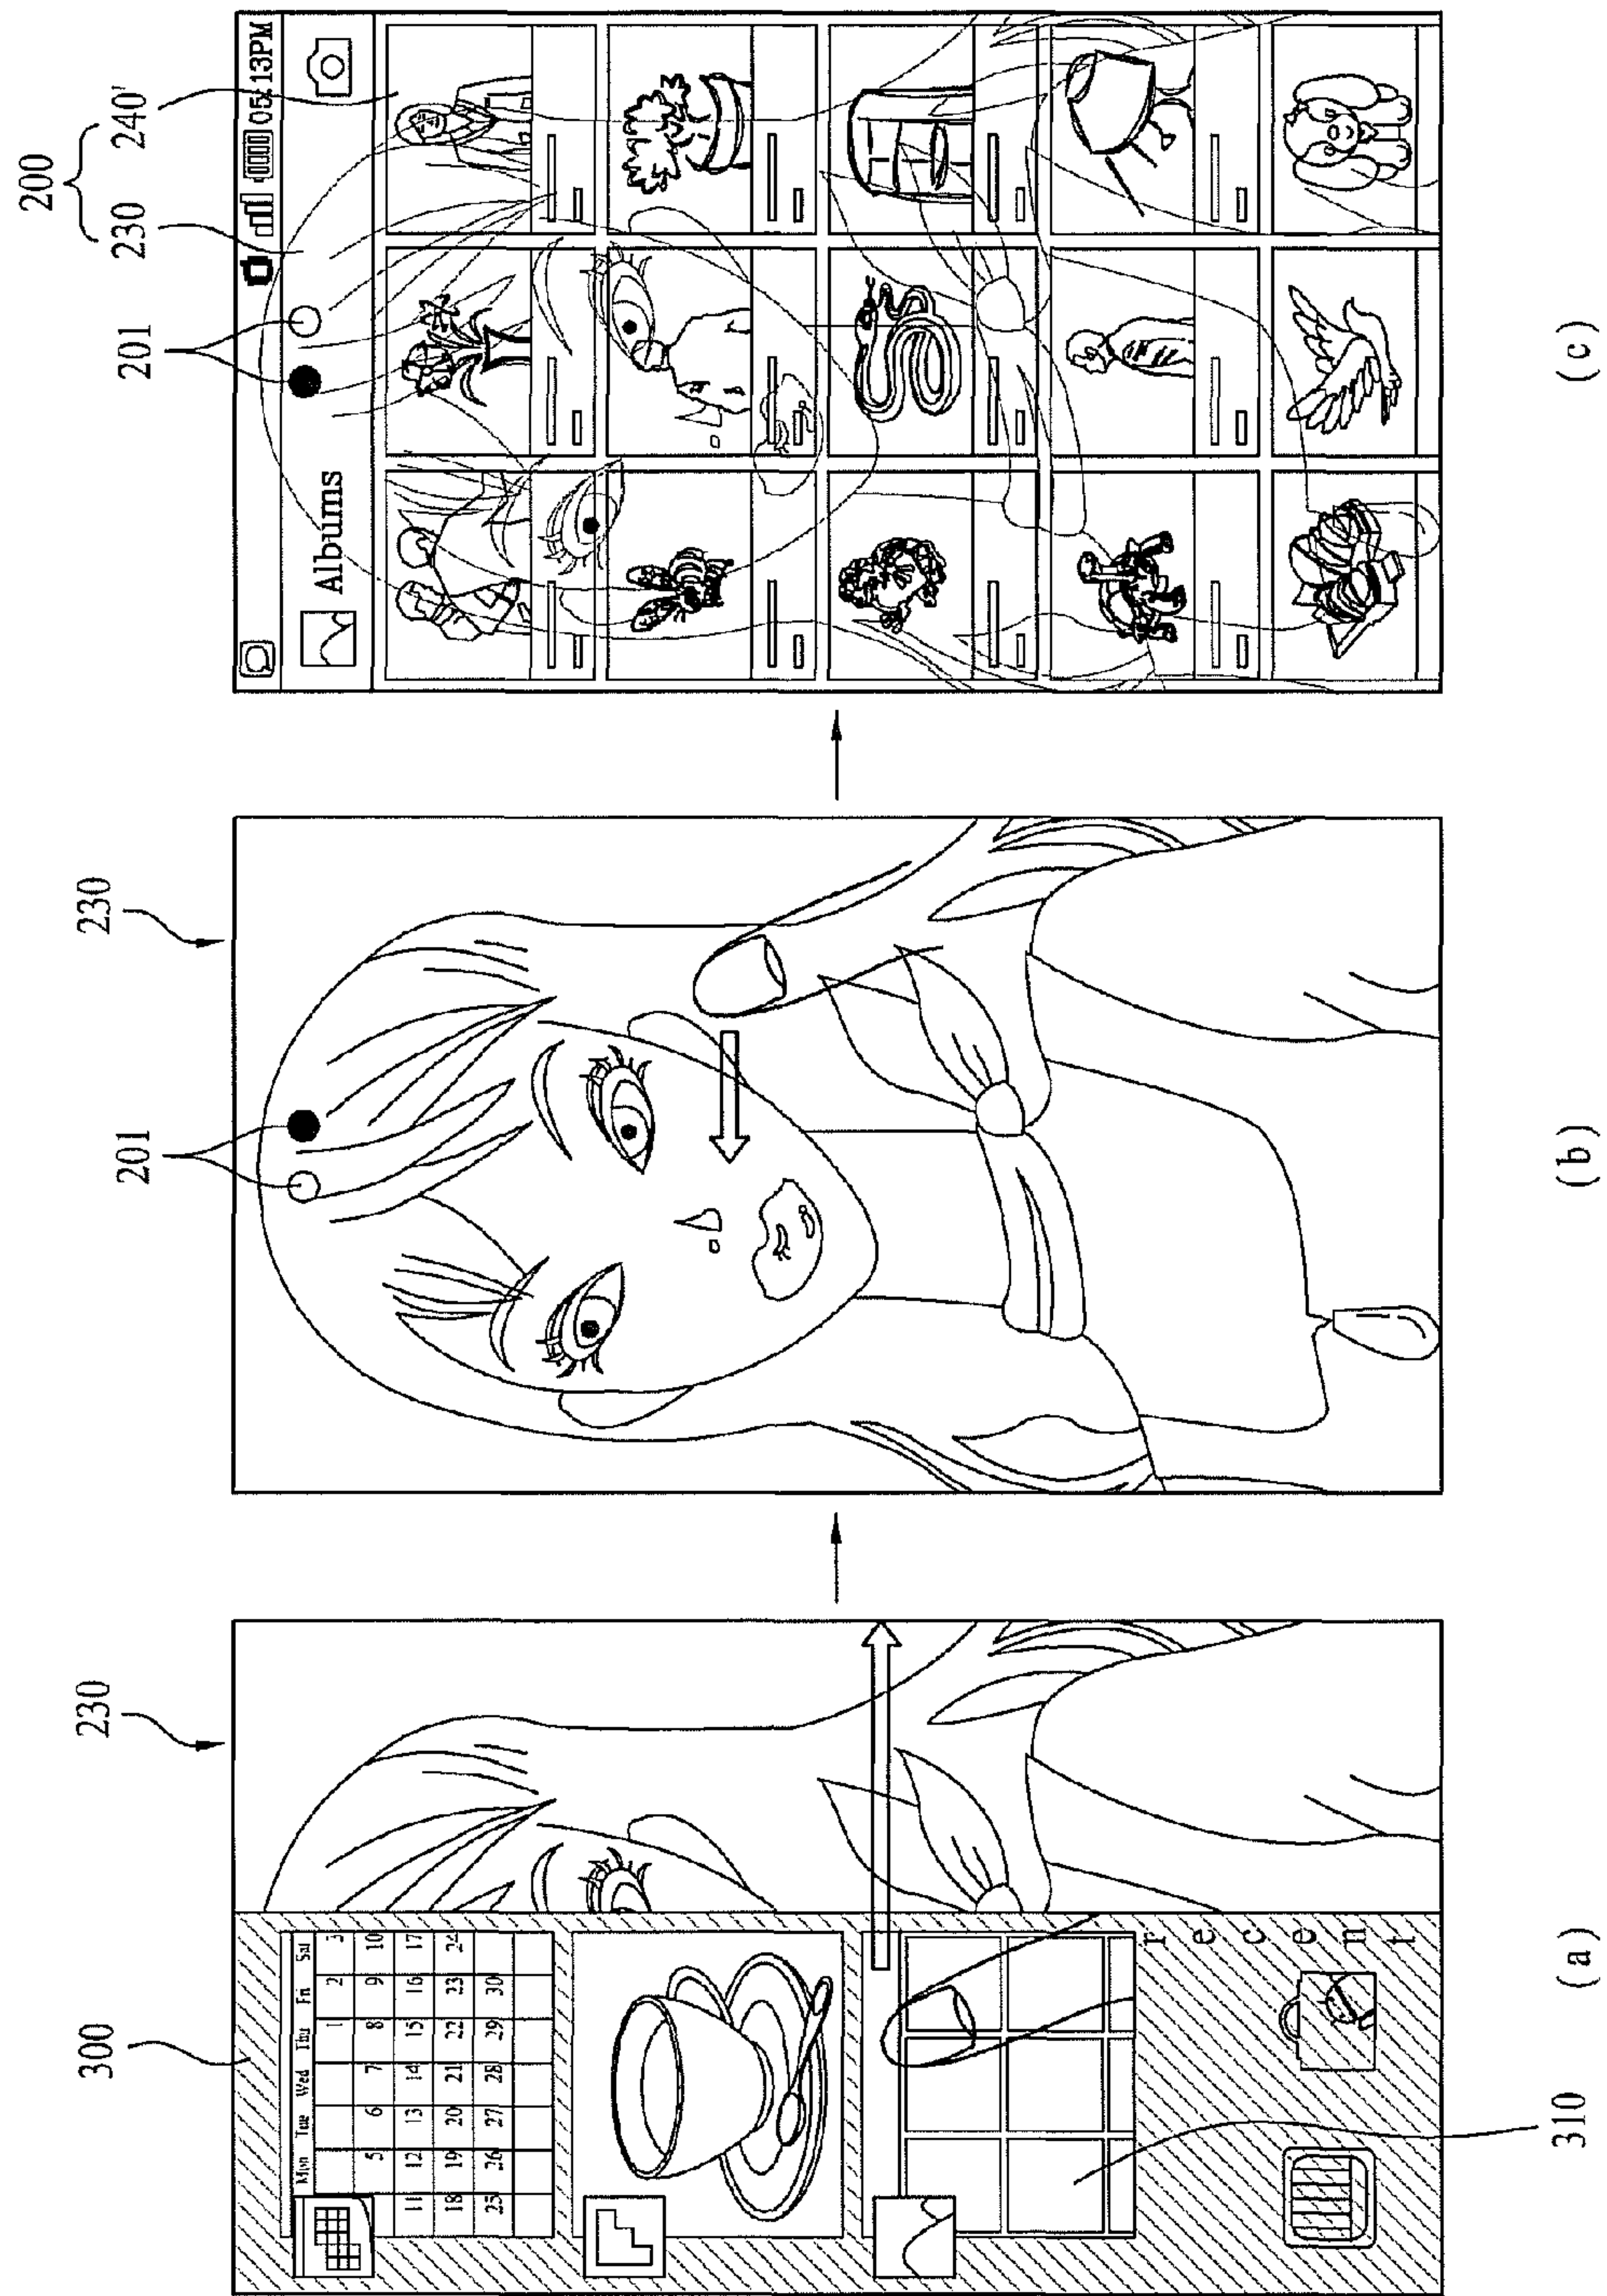 300
230
Mon Tue Wed Thu Fri Sat
1 2 3
5 6 7 8 9 10
11 12 13 14 15 16 17
18 19 20 21 22 23 24
25 26 27 28 29 30
recent
310
(a)
230
201
(b)
200
201
230
240'
05:13PM
Albums
(c)